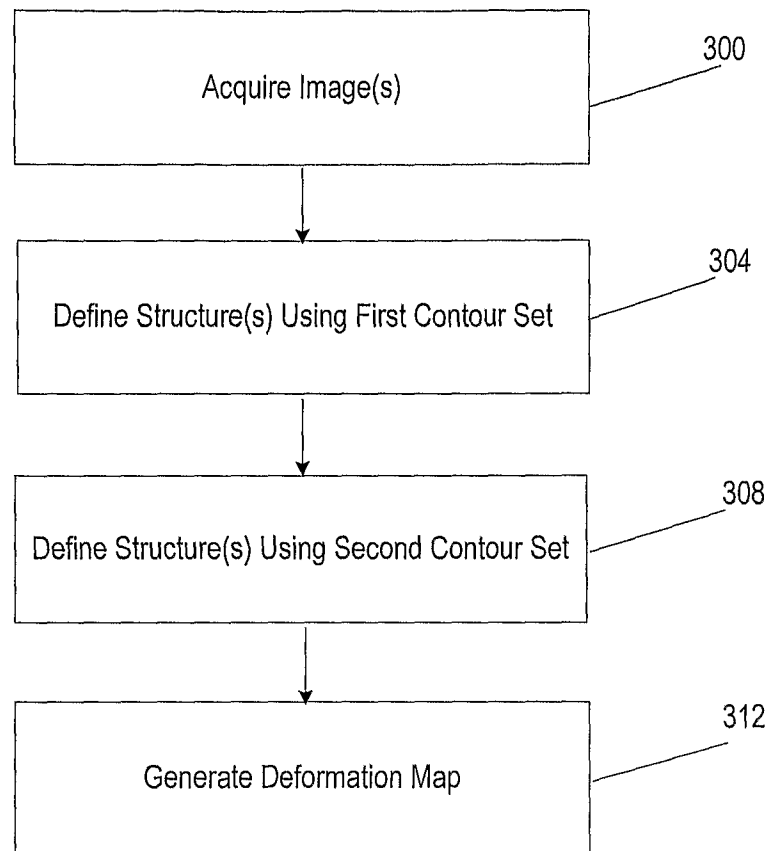 Acquire Image(s)
300
Define Structure(s) Using First Contour Set
304
Define Structure(s) Using Second Contour Set
308
Generate Deformation Map
312